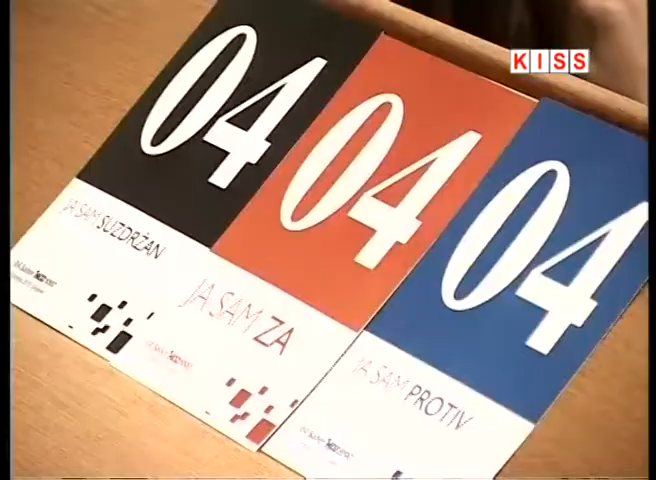 KISS
04
JA SAM SUZDRŽAN
04
JA SAM ZA
04
JA SAM PROTIV